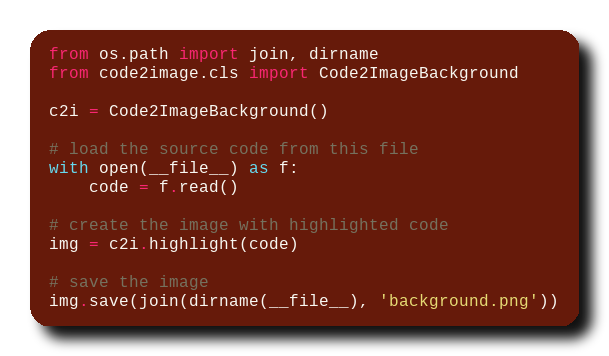 from os.path import join, dirname
from code2image.cls import Code2ImageBackground

c2i = Code2ImageBackground()

# load the source code from this file
with open(__file__) as f:
    code = f.read()

# create the image with highlighted code
img = c2i.highlight(code)

# save the image
img.save(join(dirname(__file__), 'background.png'))